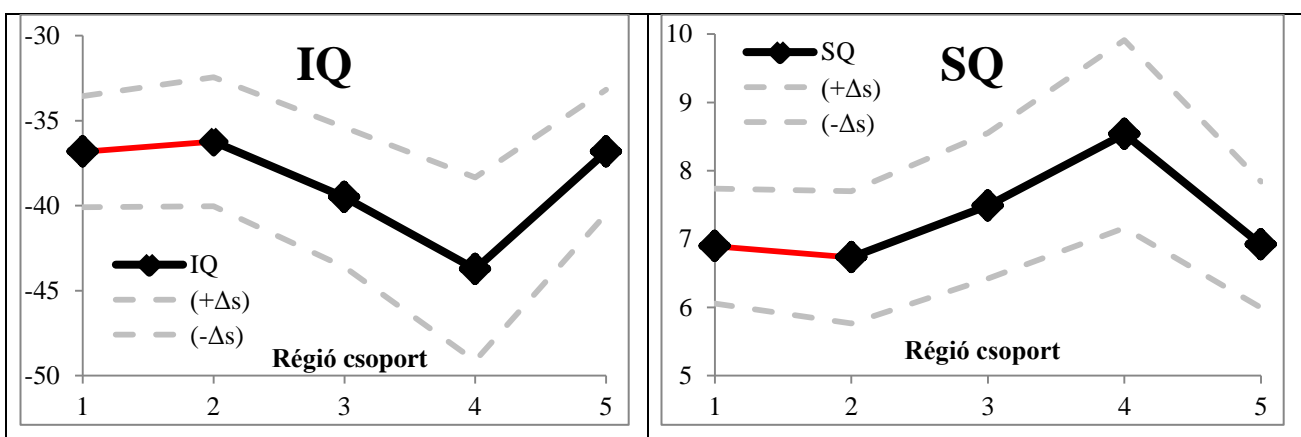 IQ
-30
-35
-40
-45
-50
IQ
(+Δs)
(-Δs)
Régió csoport
1 2 3 4 5
SQ
10
9
8
7
6
5
SQ
(+Δs)
(-Δs)
Régió csoport
1 2 3 4 5